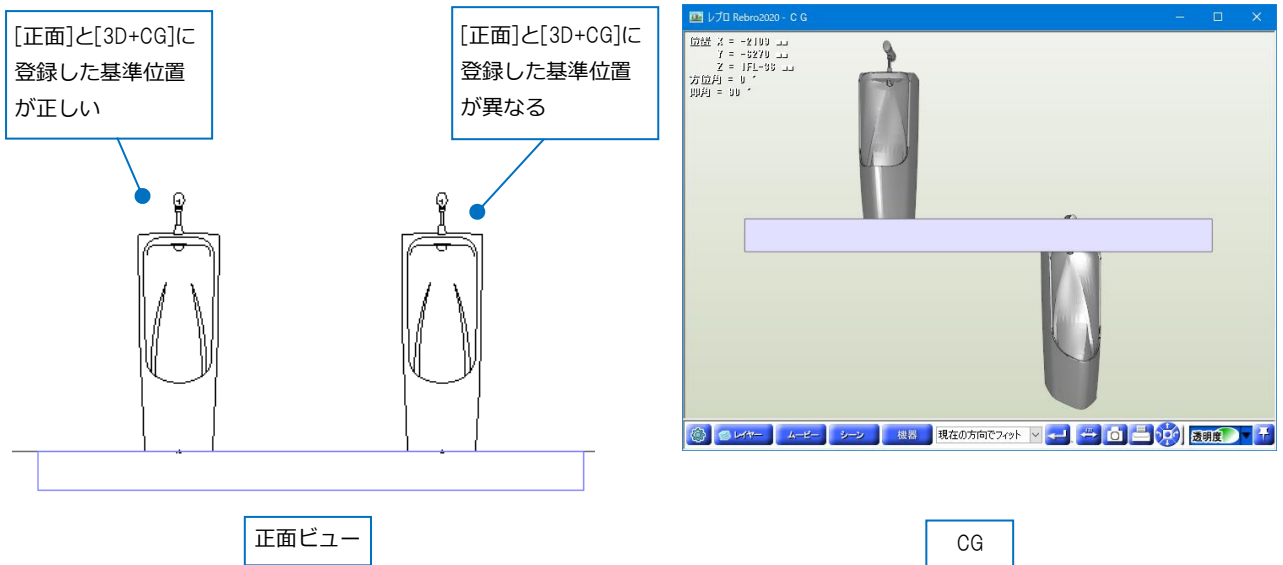 [正面]と[3D+CG]に
登録した基準位置
が正しい
[正面]と[3D+CG]に
登録した基準位置
が異なる
正面ビュー
レブロ Rebro2020 - CG
位置 X = -2109 mm
Y = -6270 mm
方位角 = 0 °
仰角 = 90 °
レイヤー ムービー シーン 機器 現在の方向でフィット 透明度
CG